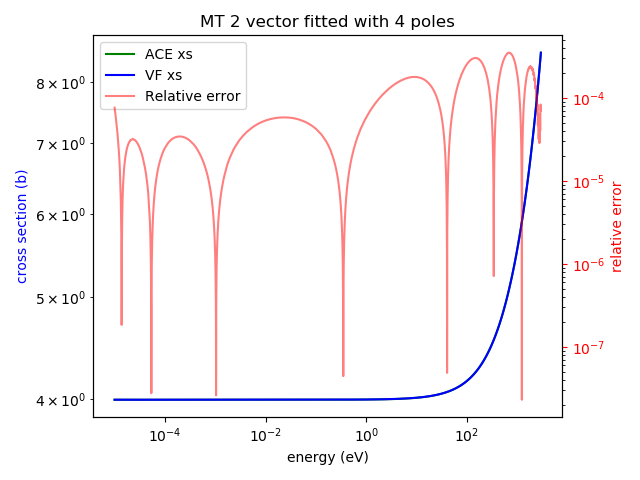 MT 2 vector fitted with 4 poles
ACE xs
VF xs
Relative error
8 × 10⁰
7 × 10⁰
6 × 10⁰
5 × 10⁰
4 × 10⁰
cross section (b)
10⁻⁴
10⁻²
10⁰
10²
energy (eV)
10⁻⁴
10⁻⁵
10⁻⁶
10⁻⁷
relative error